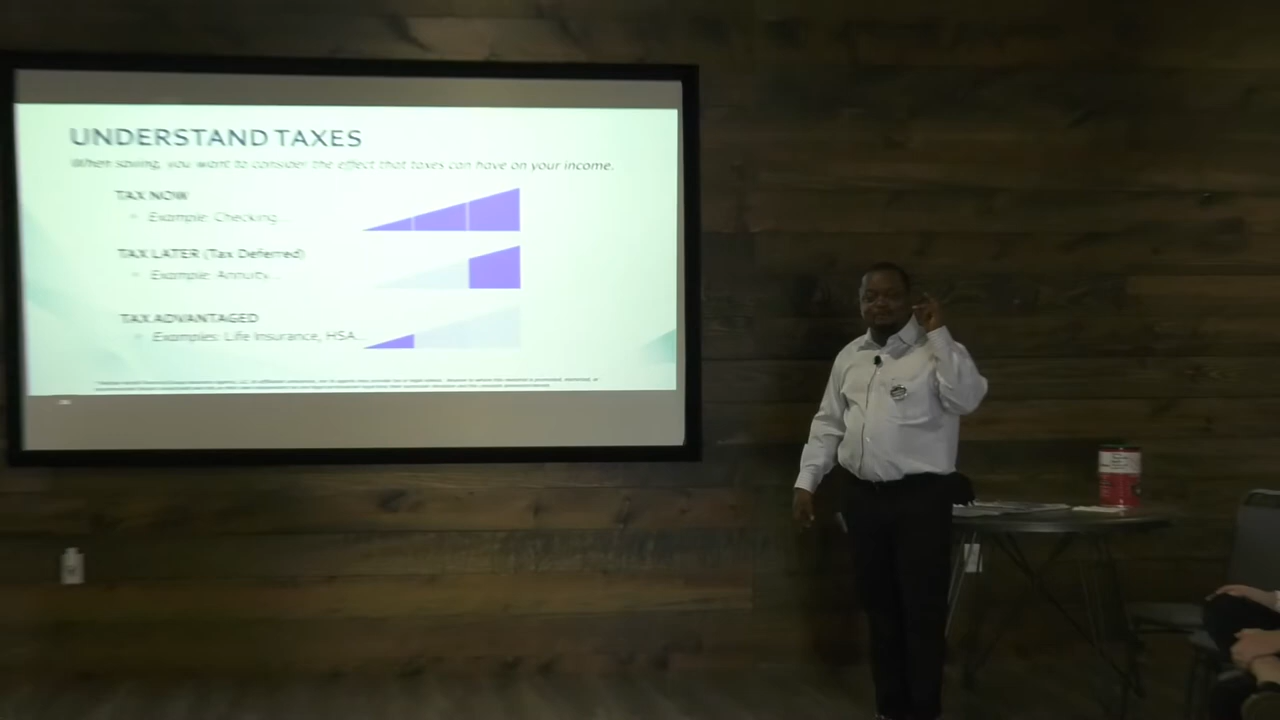 UNDERSTAND TAXES
When saving, you want to consider the effect that taxes can have on your income.
TAX NOW
Example: Checking...
TAX LATER (Tax Deferred)
Example: Annuity...
TAX ADVANTAGED
Examples: Life Insurance, HSA...